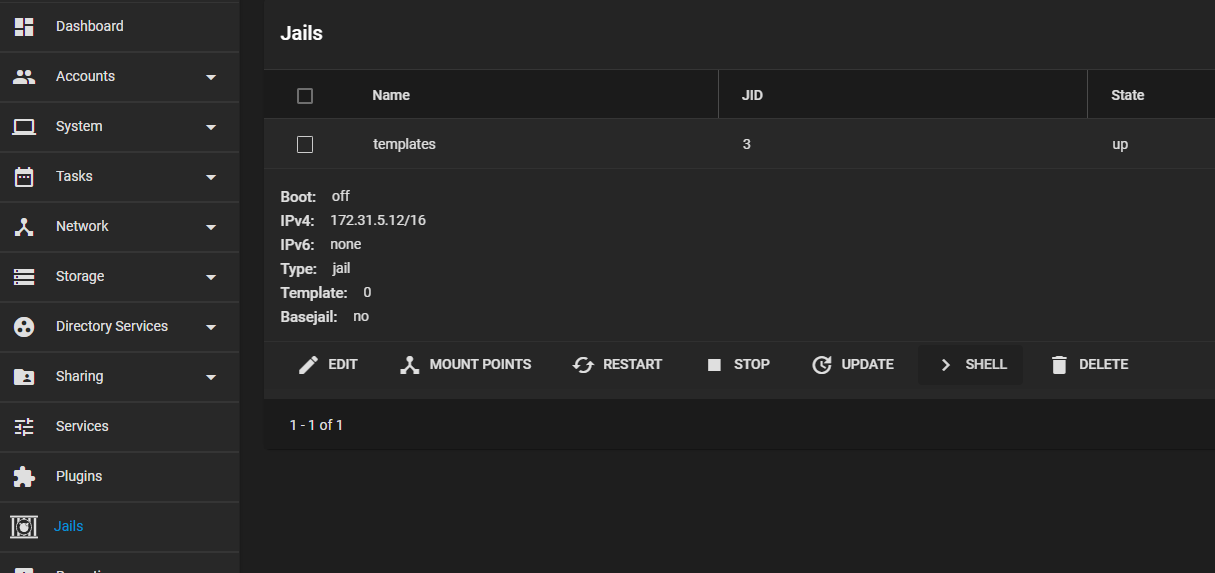 Dashboard
Accounts
System
Tasks
Network
Storage
Directory Services
Sharing
Services
Plugins
Jails
Jails
Name JID State
templates 3 up
Boot: off
IPv4: 172.31.5.12/16
IPv6: none
Type: jail
Template: 0
Basejail: no
EDIT MOUNT POINTS RESTART STOP UPDATE SHELL DELETE
1 - 1 of 1